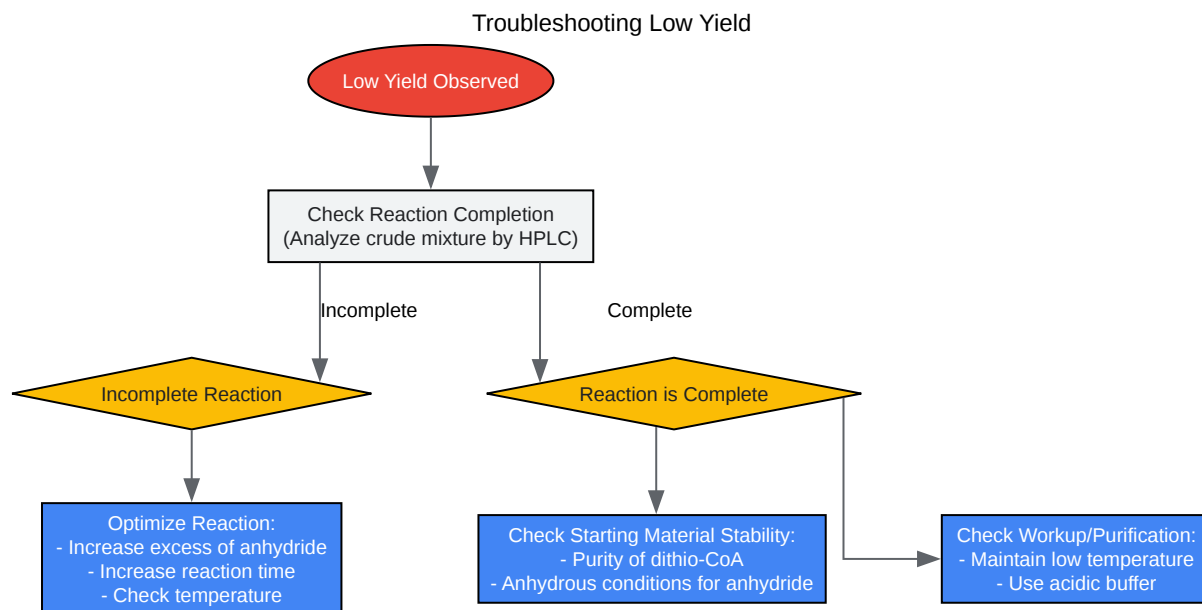 Troubleshooting Low Yield
Low Yield Observed
Check Reaction Completion
(Analyze crude mixture by HPLC)
Incomplete
Complete
Incomplete Reaction
Reaction is Complete
Optimize Reaction:
- Increase excess of anhydride
- Increase reaction time
- Check temperature
Check Starting Material Stability:
- Purity of dithio-CoA
- Anhydrous conditions for anhydride
Check Workup/Purification:
- Maintain low temperature
- Use acidic buffer